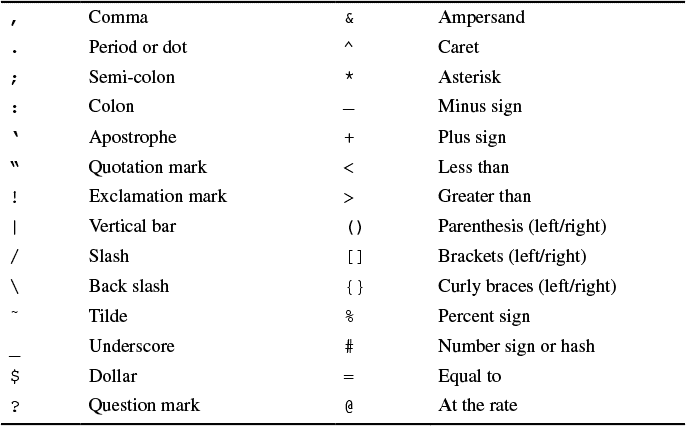 , Comma & Ampersand
. Period or dot ^ Caret
; Semi-colon * Asterisk
: Colon – Minus sign
‛ Apostrophe + Plus sign
‟ Quotation mark < Less than
! Exclamation mark > Greater than
| Vertical bar () Parenthesis (left/right)
/ Slash [] Brackets (left/right)
\ Back slash {} Curly braces (left/right)
~ Tilde % Percent sign
_ Underscore # Number sign or hash
$ Dollar = Equal to
? Question mark @ At the rate